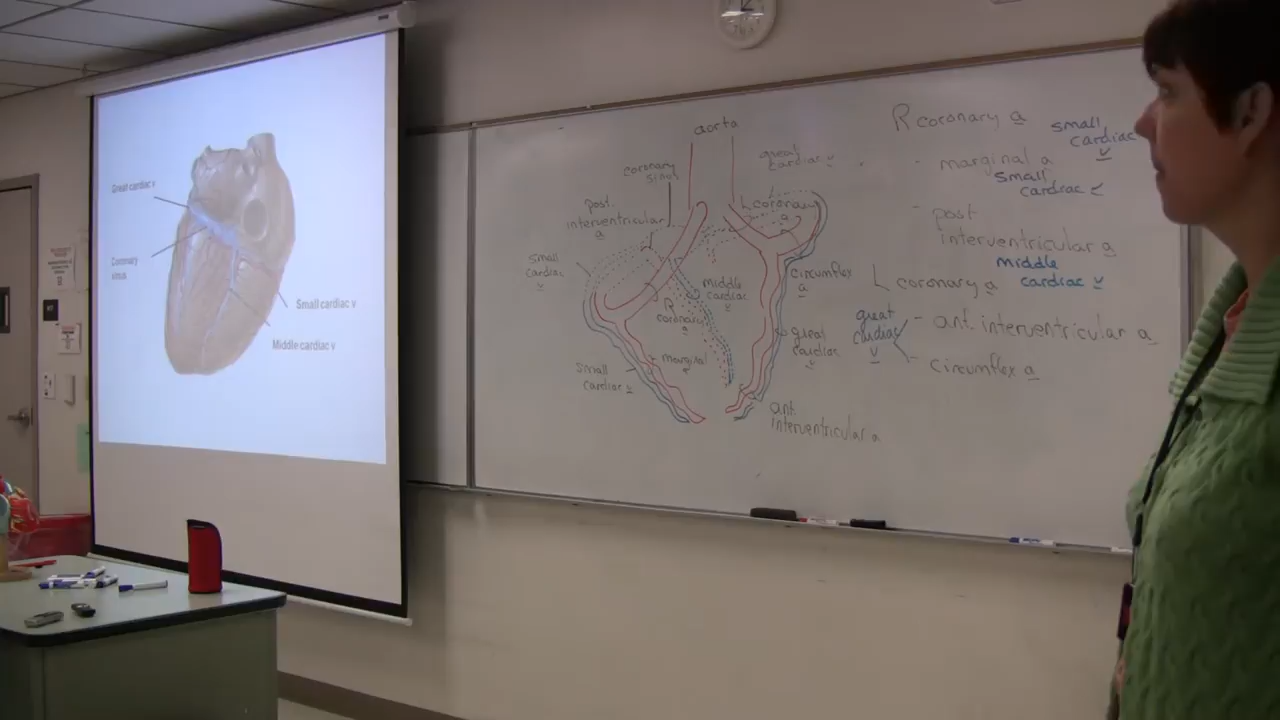 Great cardiac v
Coronary
sinus
Small cardiac v
Middle cardiac v
aorta
great
cardiac v
coronary
sinus
post.
interventricular
a
L coronary
a
small
cardiac
v
middle
cardiac
v
circumflex
a
R
coronary
a
great
cardiac
v
marginal
small
cardiac v
ant.
interventricular a
R coronary a
small
cardiac
v
- marginal a
small
cardiac
- post
interventricular a
middle
cardiac v
L coronary a
great
cardiac
v
- ant. interventricular a
- circumflex a